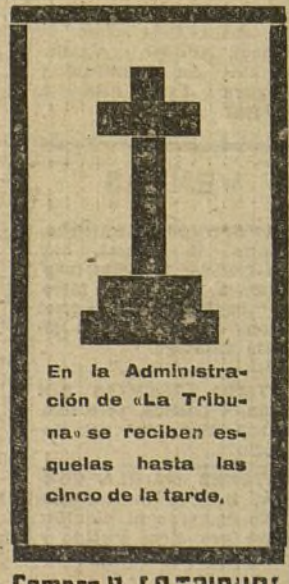 En la Administra-
ción de «La Tribu-
na» se reciben es-
quelas hasta las
cinco de la tarde.